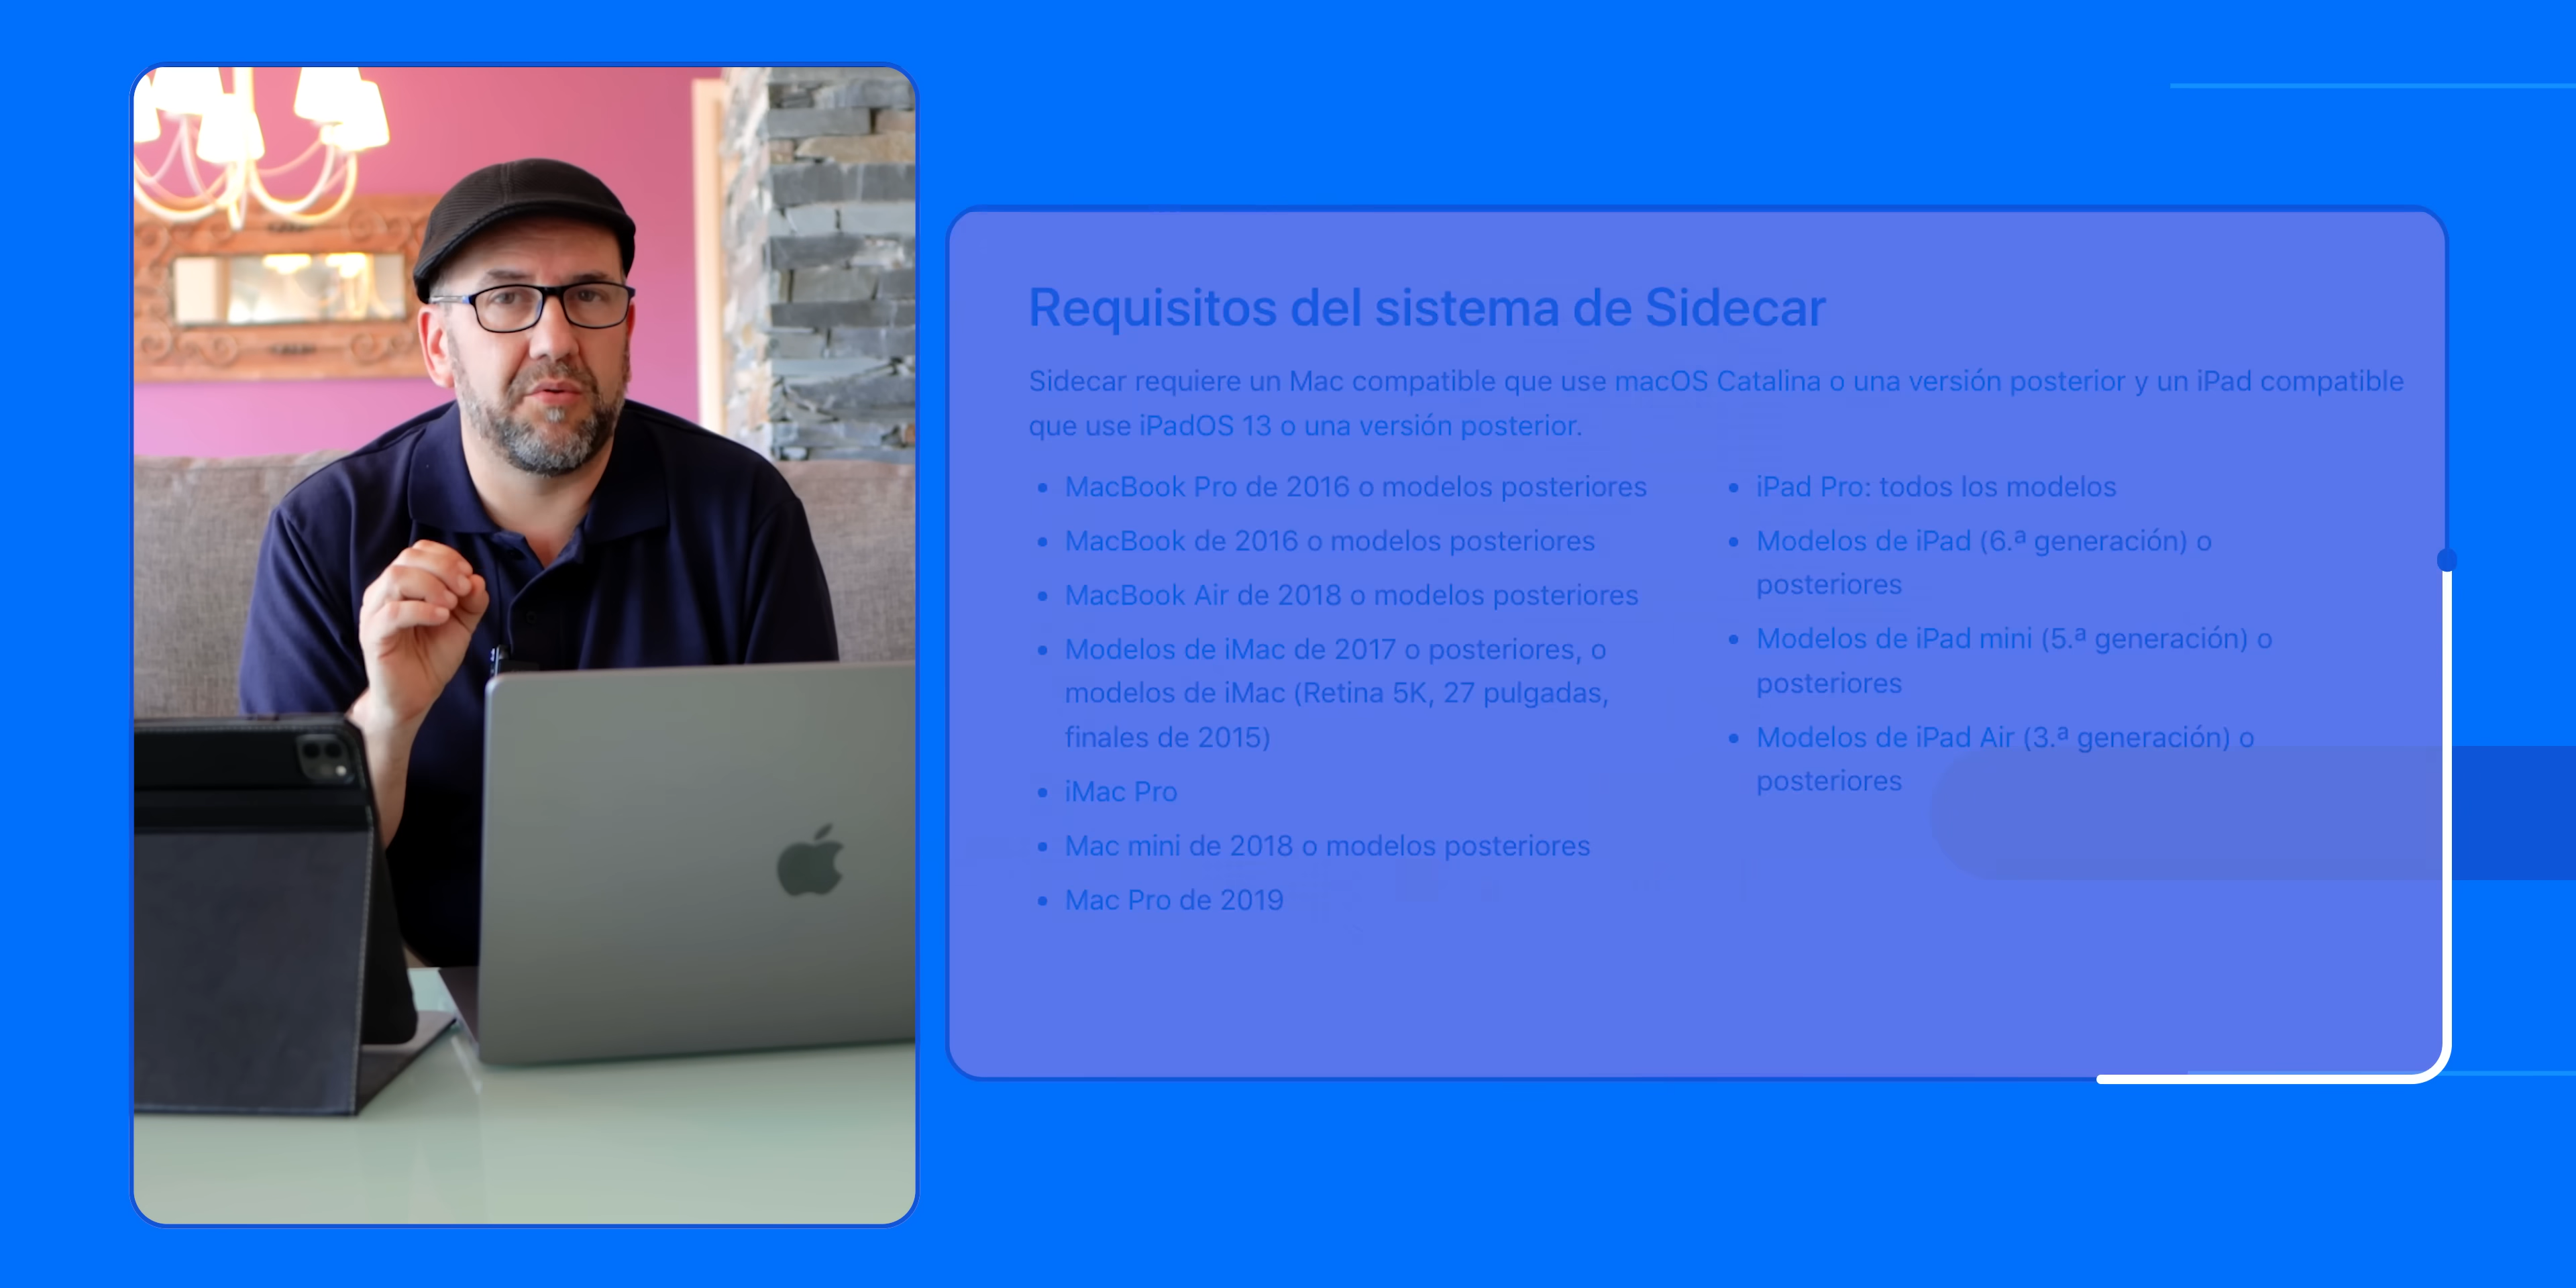 Requisitos del sistema de Sidecar
Sidecar requiere un Mac compatible que use macOS Catalina o una versión posterior y un iPad compatible
que use iPadOS 13 o una versión posterior.
• MacBook Pro de 2016 o modelos posteriores
• MacBook de 2016 o modelos posteriores
• MacBook Air de 2018 o modelos posteriores
• Modelos de iMac de 2017 o posteriores, o
modelos de iMac (Retina 5K, 27 pulgadas,
finales de 2015)
• iMac Pro
• Mac mini de 2018 o modelos posteriores
• Mac Pro de 2019
• iPad Pro: todos los modelos
• Modelos de iPad (6.ª generación) o
posteriores
• Modelos de iPad mini (5.ª generación) o
posteriores
• Modelos de iPad Air (3.ª generación) o
posteriores